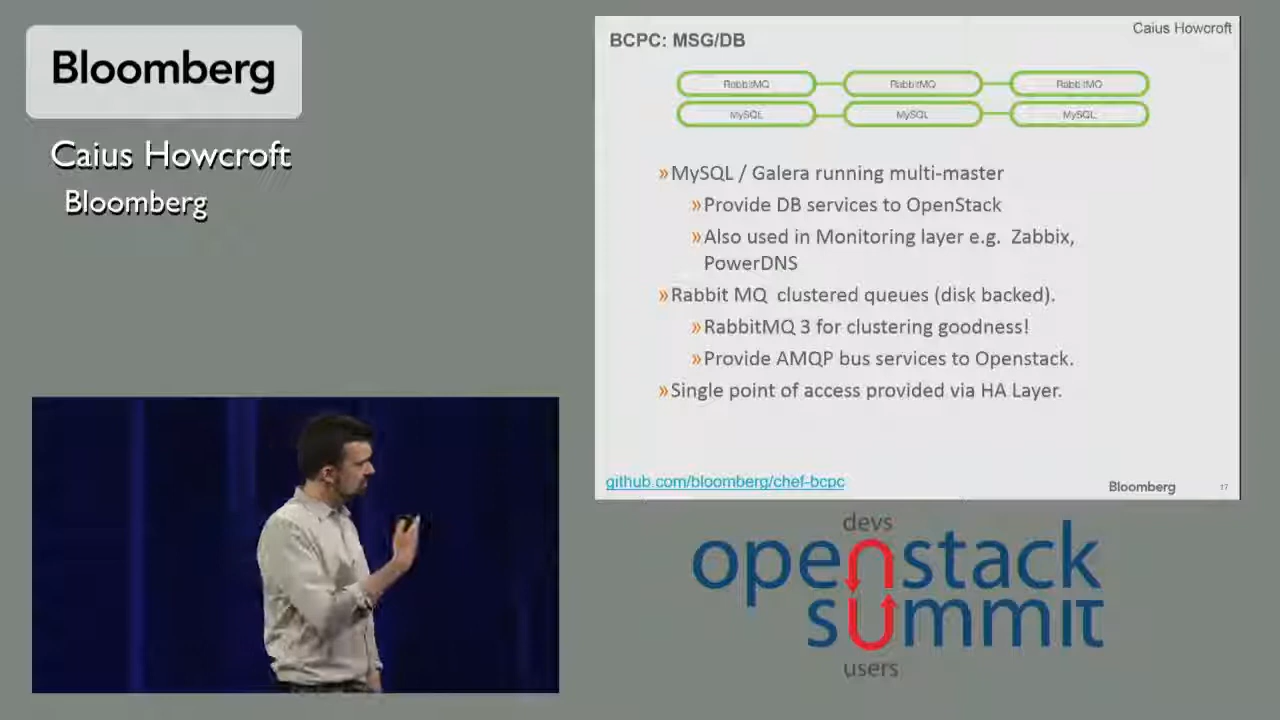 Bloomberg
Caius Howcroft
Bloomberg
Caius Howcroft
BCPC: MSG/DB
RabbitMQ RabbitMQ RabbitMQ
MySQL MySQL MySQL
»MySQL / Galera running multi-master
»Provide DB services to OpenStack
»Also used in Monitoring layer e.g. Zabbix,
PowerDNS
»Rabbit MQ clustered queues (disk backed).
»RabbitMQ 3 for clustering goodness!
»Provide AMQP bus services to Openstack.
»Single point of access provided via HA Layer.
github.com/bloomberg/chef-bcpc
Bloomberg 17
devs
openstack
summit
users